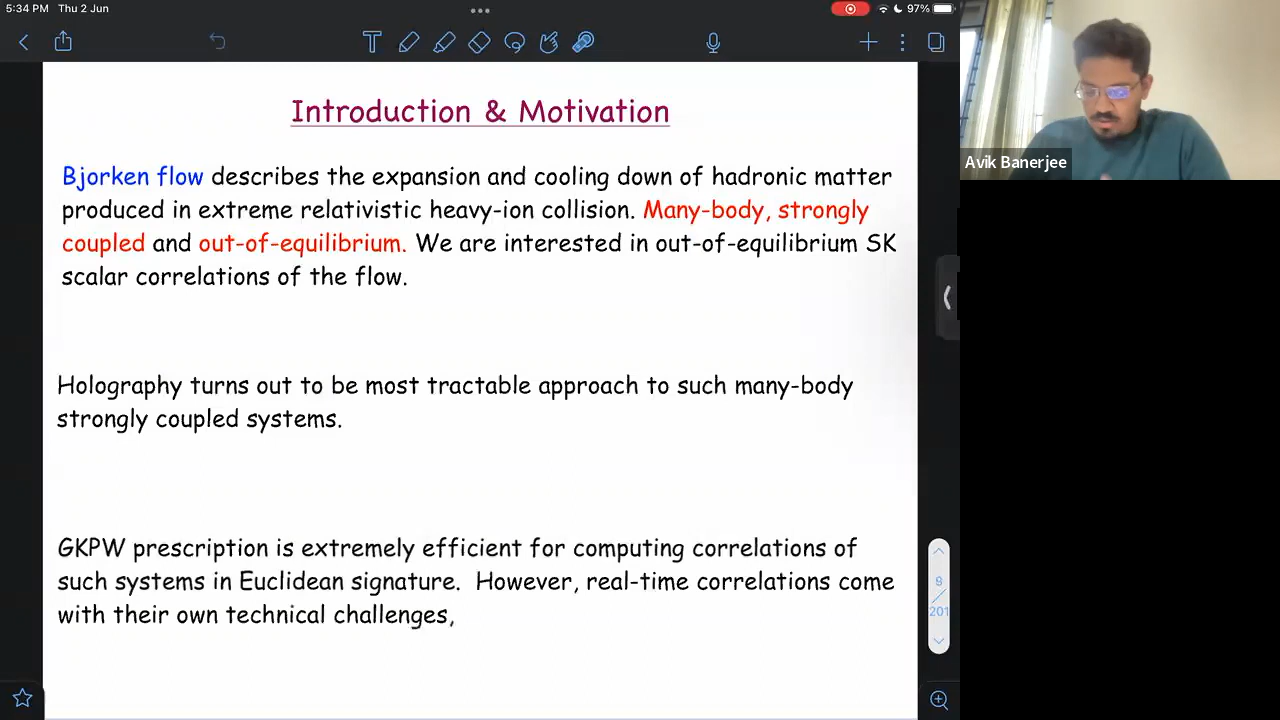 5:34 PM Thu 2 Jun
97%
Introduction & Motivation
Bjorken flow describes the expansion and cooling down of hadronic matter
produced in extreme relativistic heavy-ion collision. Many-body, strongly
coupled and out-of-equilibrium. We are interested in out-of-equilibrium SK
scalar correlations of the flow.
Holography turns out to be most tractable approach to such many-body
strongly coupled systems.
GKPW prescription is extremely efficient for computing correlations of
such systems in Euclidean signature. However, real-time correlations come
with their own technical challenges,
9
201
Avik Banerjee